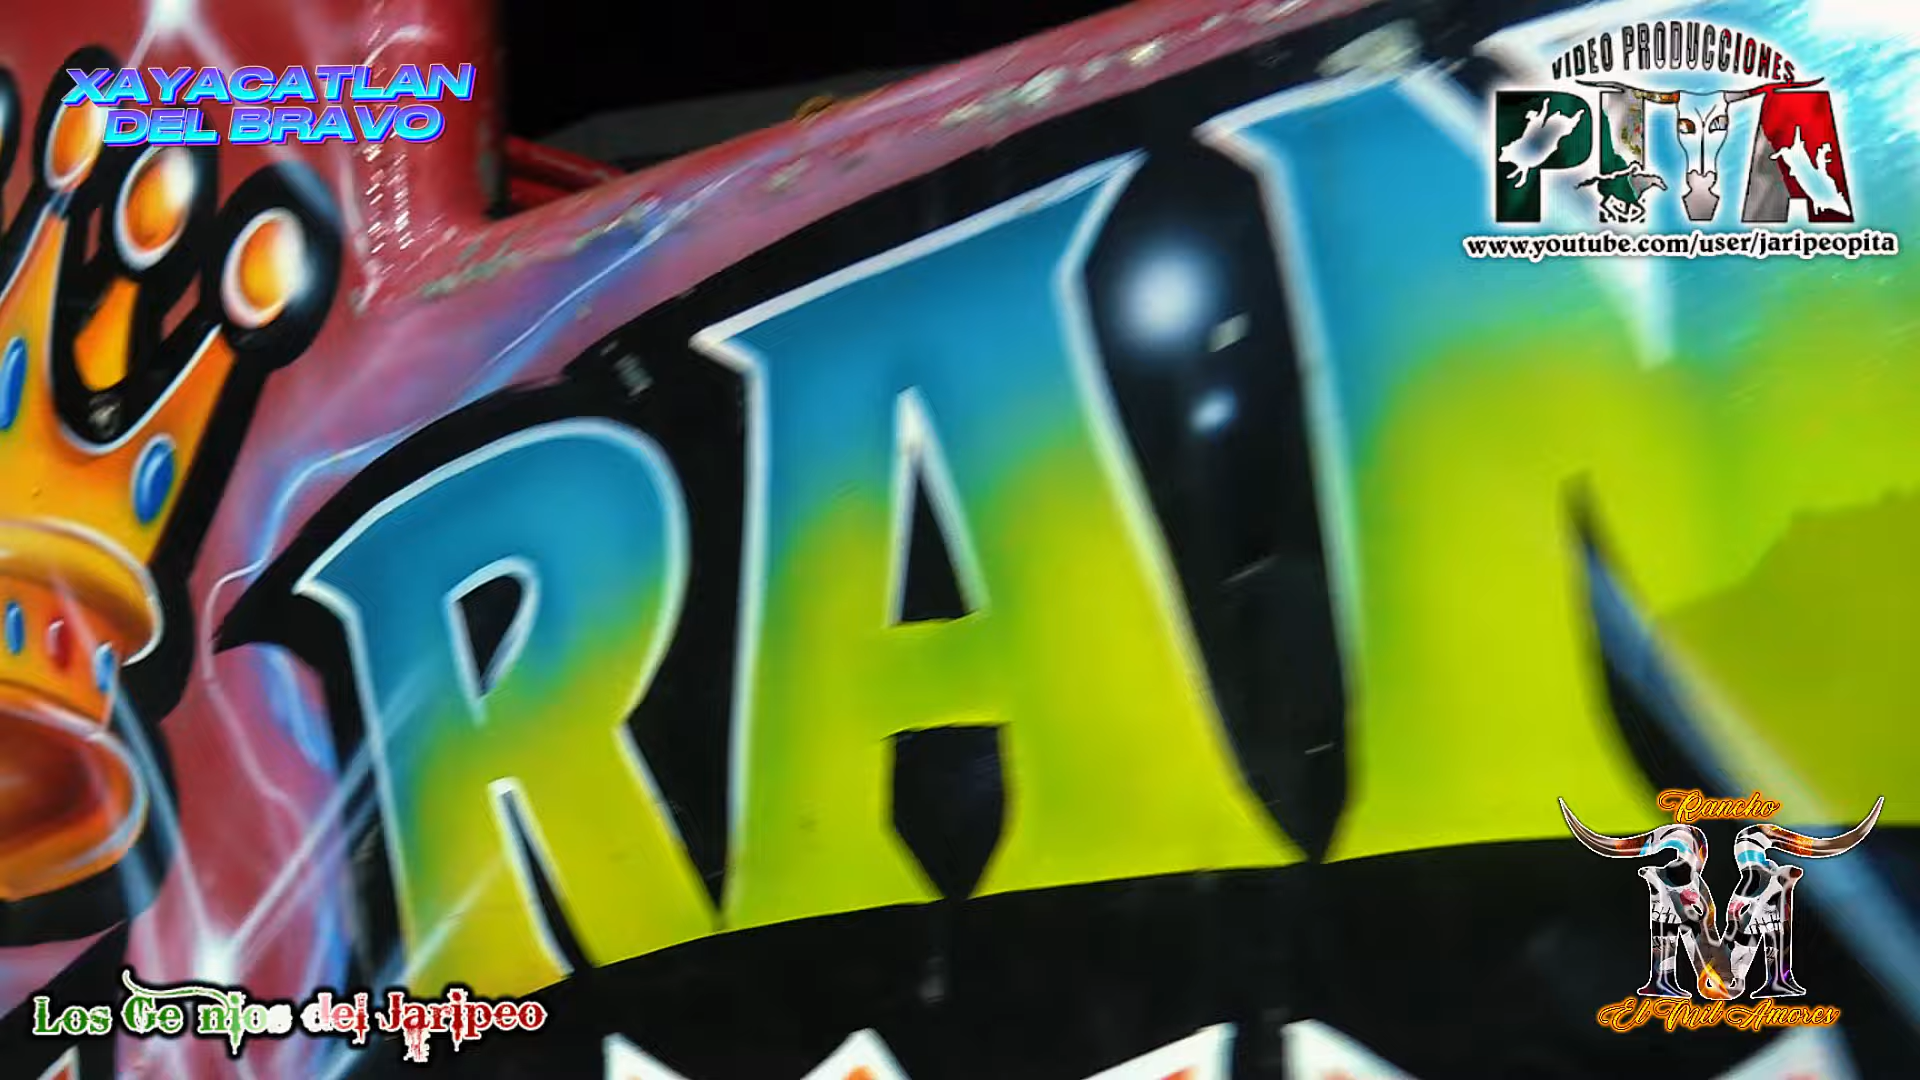 XAYACATLAN
DEL BRAVO
VIDEO PRODUCCIONES
PITA
www.youtube.com/user/jaripeopita
RAN
Rancho
M
El Mil Amores
Los Genios del Jaripeo